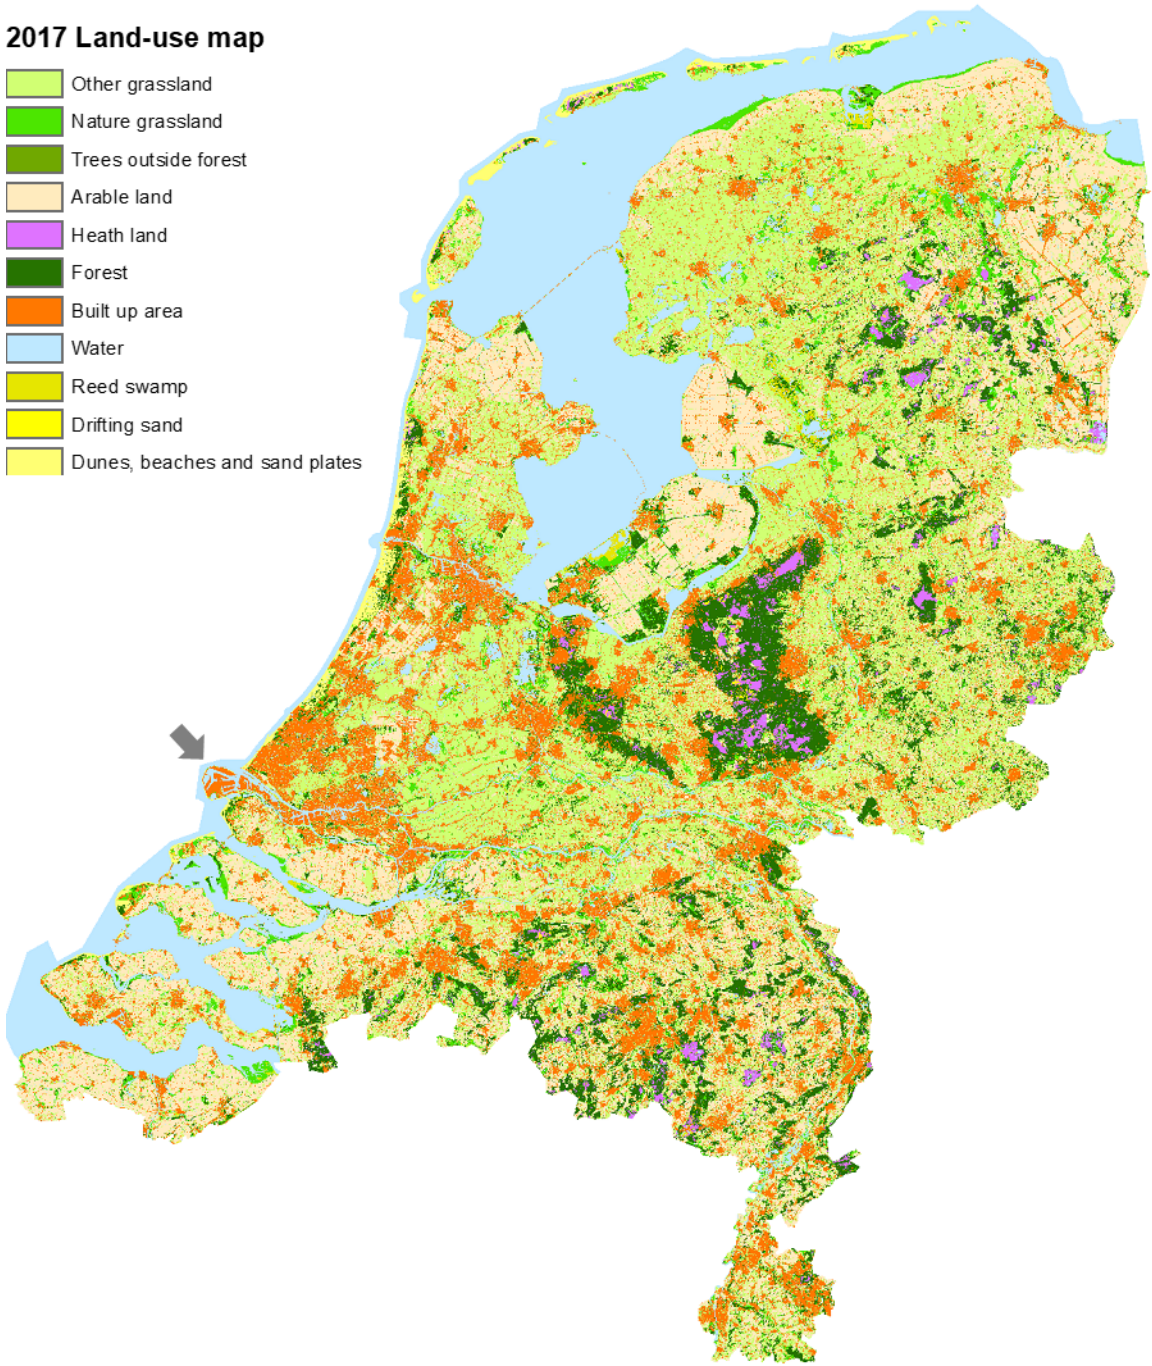 2017 Land-use map
Other grassland
Nature grassland
Trees outside forest
Arable land
Heath land
Forest
Built up area
Water
Reed swamp
Drifting sand
Dunes, beaches and sand plates